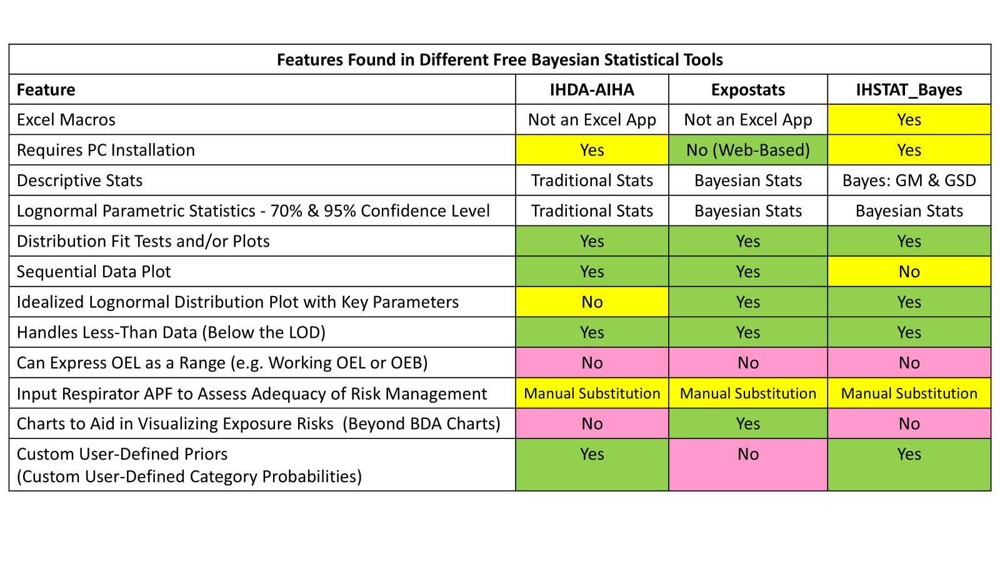 Features Found in Different Free Bayesian Statistical Tools
Feature IHDA-AIHA Expostats IHSTAT_Bayes
Excel Macros Not an Excel App Not an Excel App Yes
Requires PC Installation Yes No (Web-Based) Yes
Descriptive Stats Traditional Stats Bayesian Stats Bayes: GM & GSD
Lognormal Parametric Statistics - 70% & 95% Confidence Level Traditional Stats Bayesian Stats Bayesian Stats
Distribution Fit Tests and/or Plots Yes Yes Yes
Sequential Data Plot Yes Yes No
Idealized Lognormal Distribution Plot with Key Parameters No Yes Yes
Handles Less-Than Data (Below the LOD) Yes Yes Yes
Can Express OEL as a Range (e.g. Working OEL or OEB) No No No
Input Respirator APF to Assess Adequacy of Risk Management Manual Substitution Manual Substitution Manual Substitution
Charts to Aid in Visualizing Exposure Risks (Beyond BDA Charts) No Yes No
Custom User-Defined Priors Yes No Yes
(Custom User-Defined Category Probabilities)